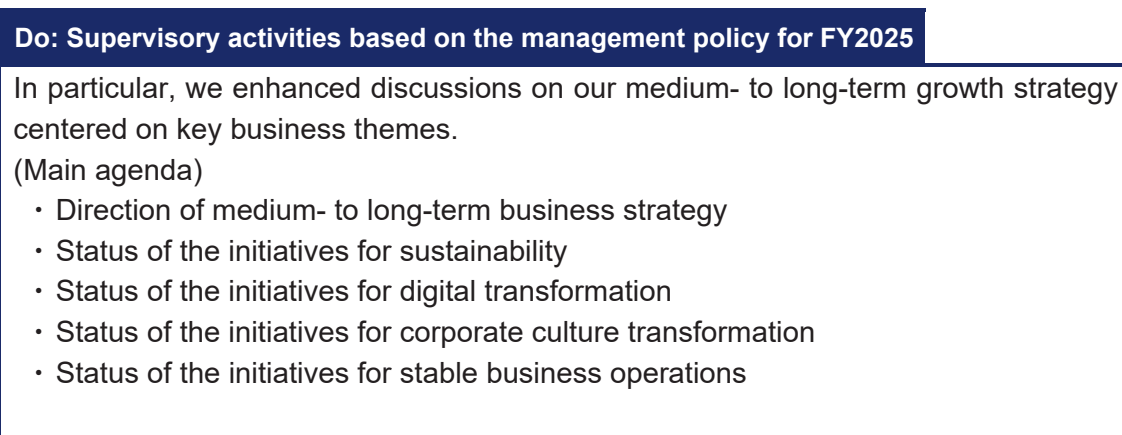 Do: Supervisory activities based on the management policy for FY2025
In particular, we enhanced discussions on our medium- to long-term growth strategy
centered on key business themes.
(Main agenda)
・Direction of medium- to long-term business strategy
・Status of the initiatives for sustainability
・Status of the initiatives for digital transformation
・Status of the initiatives for corporate culture transformation
・Status of the initiatives for stable business operations